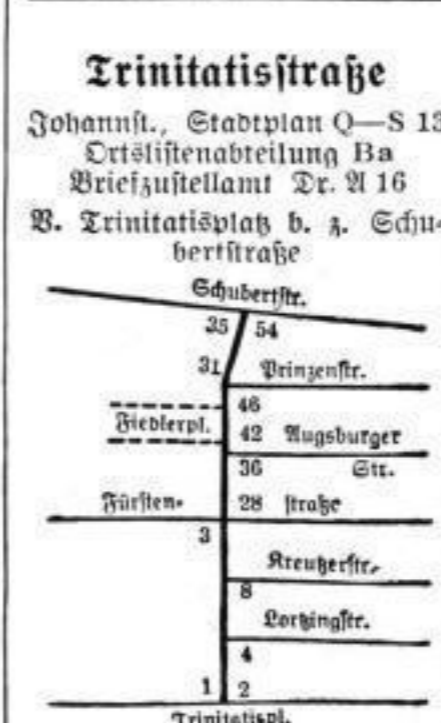 Trinitatisſtraße
Johannſt., Stadtplan Q—S 13
Ortsliſtenabteilung Ba
Briefzuſtellamt Dr. A 16
V. Trinitatisplatz b. z. Schu-
bertſtraße
Schubertſtr.
35 54
31 Prinzenſtr.
46
Fiedlerpl. 42 Augsburger
36 Str.
Fürſten- 28 ſtraße
3
Kreutzerſtr.
8
Lortzingſtr.
4
1 2
Trinitatispl.